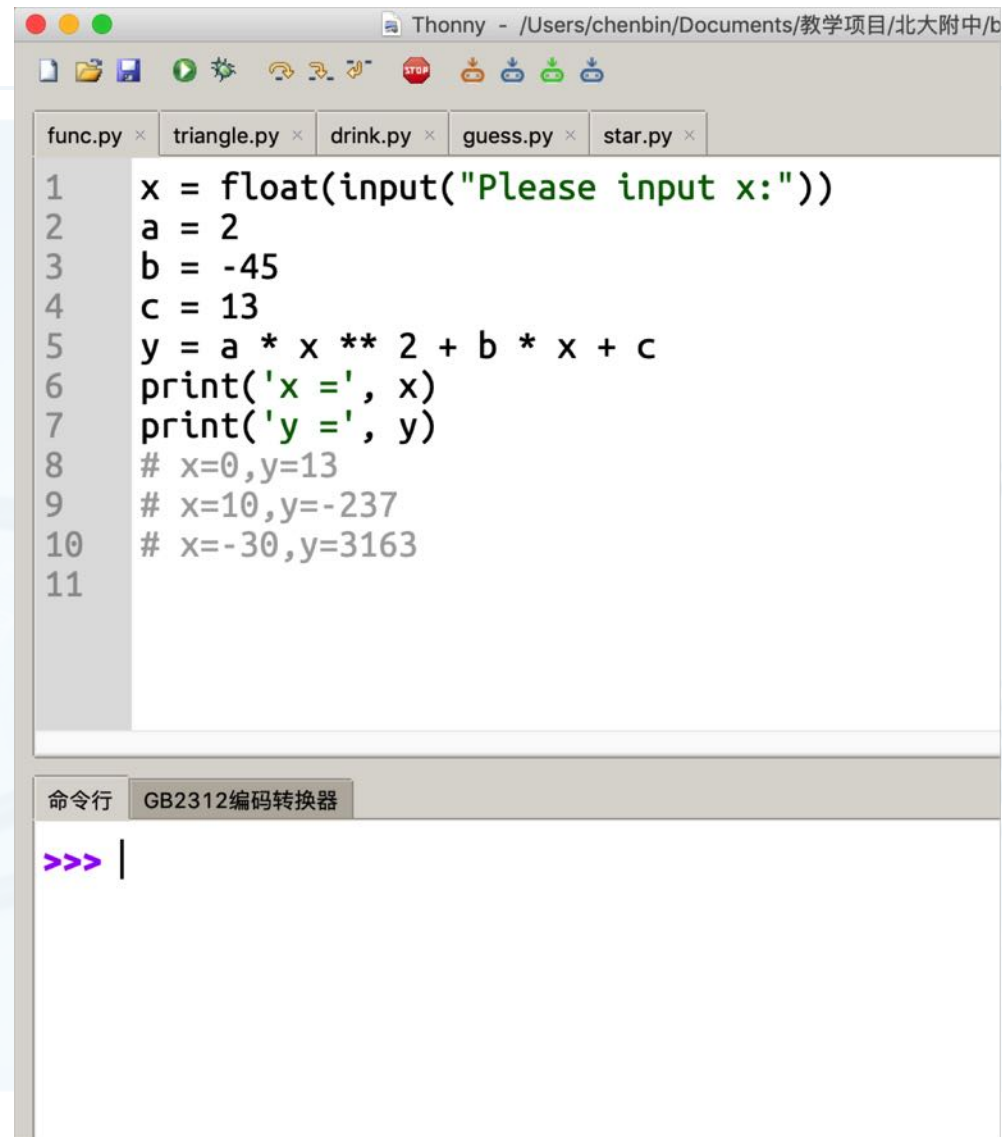 Thonny - /Users/chenbin/Documents/教学项目/北大附中/b
STOP
func.py × triangle.py × drink.py × guess.py × star.py ×
1 x = float(input("Please input x:"))
2 a = 2
3 b = -45
4 c = 13
5 y = a * x ** 2 + b * x + c
6 print('x =', x)
7 print('y =', y)
8 # x=0,y=13
9 # x=10,y=-237
10 # x=-30,y=3163
11
命令行 GB2312编码转换器
>>>